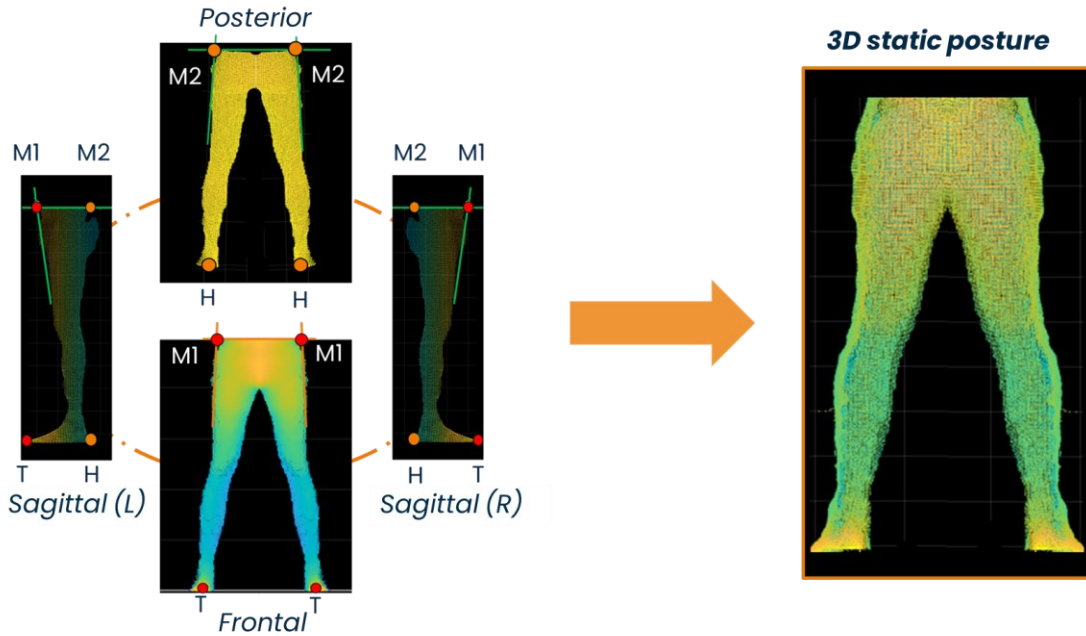 Posterior
3D static posture
M2 M2
M1 M2
M2 M1
H H
M1 M1
T H
H T
Sagittal (L)
Sagittal (R)
T T
Frontal